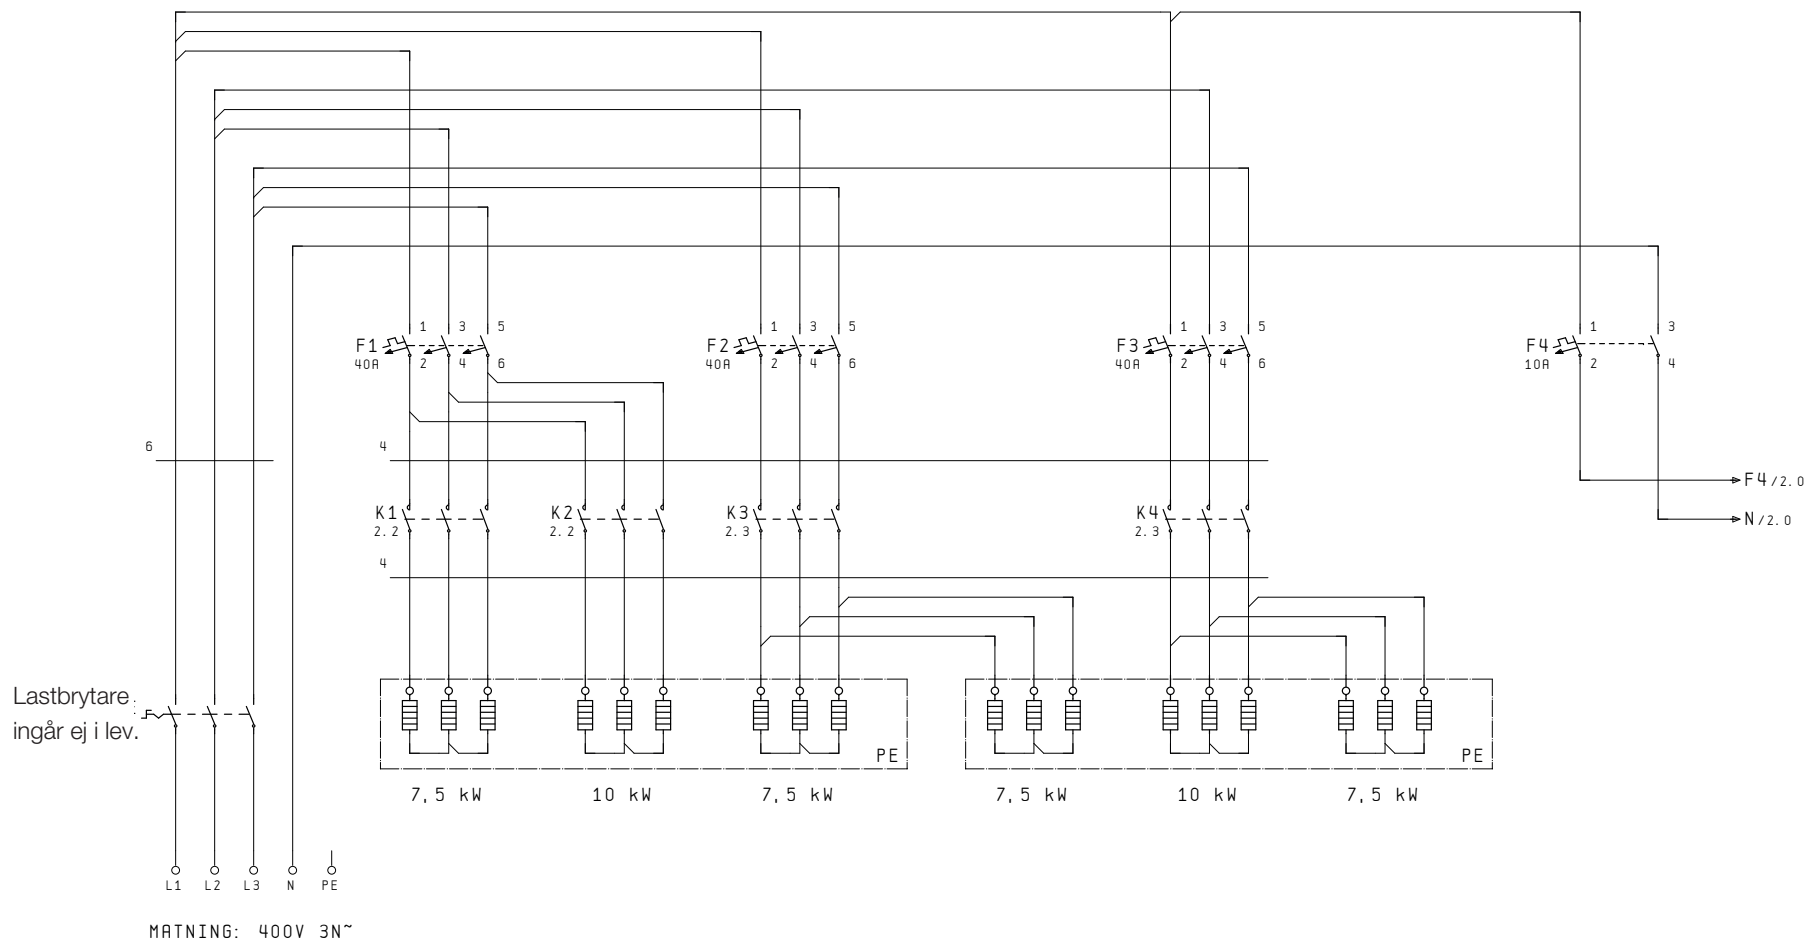 1 3 5
F1
40A
2 4 6
1 3 5
F2
40A
2 4 6
1 3 5
F3
40A
2 4 6
1 3
F4
10A
2 4
6
4
F4/2.0
N/2.0
K1
2.2
K2
2.2
K3
2.3
K4
2.3
4
Lastbrytare
ingår ej i lev.
PE
PE
7,5 kW 10 kW 7,5 kW 7,5 kW 10 kW 7,5 kW
L1 L2 L3 N PE
MATNING: 400V 3N~